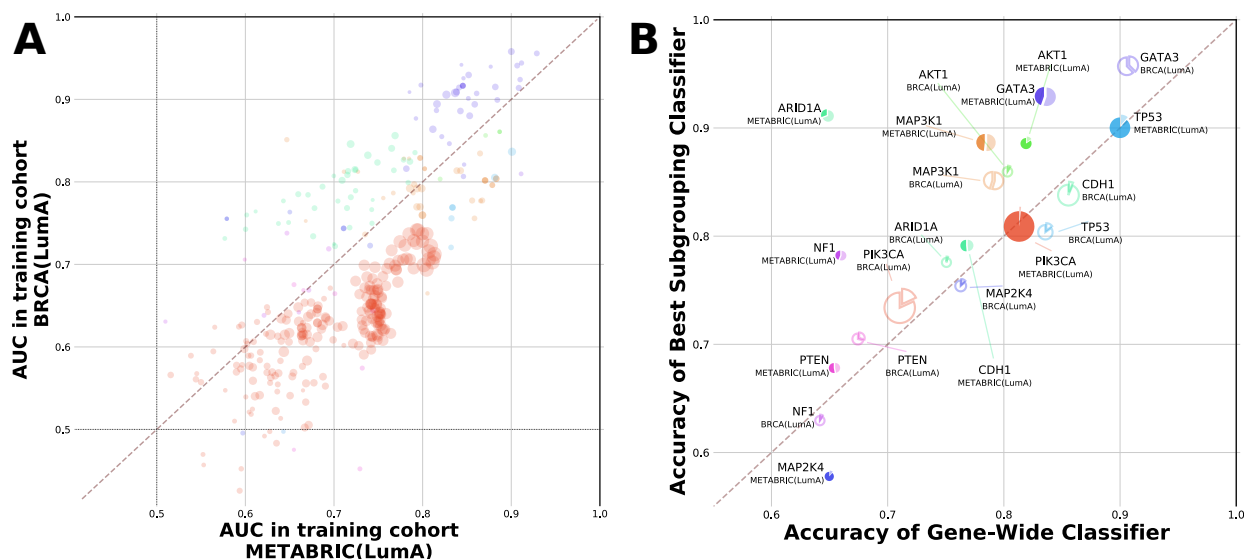 A
1.0
0.9
0.8
0.7
0.6
0.5
0.5
0.6
0.7
0.8
0.9
1.0
AUC in training cohort
BRCA(LumA)
AUC in training cohort
METABRIC(LumA)
B
1.0
0.9
0.8
0.7
0.6
0.6
0.7
0.8
0.9
1.0
Accuracy of Best Subgrouping Classifier
Accuracy of Gene-Wide Classifier
AKT1
METABRIC(LumA)
GATA3
BRCA(LumA)
AKT1
BRCA(LumA)
GATA3
METABRIC(LumA)
ARID1A
METABRIC(LumA)
MAP3K1
METABRIC(LumA)
TP53
METABRIC(LumA)
MAP3K1
BRCA(LumA)
CDH1
BRCA(LumA)
ARID1A
BRCA(LumA)
TP53
BRCA(LumA)
NF1
METABRIC(LumA)
PIK3CA
BRCA(LumA)
PIK3CA
METABRIC(LumA)
MAP2K4
BRCA(LumA)
PTEN
METABRIC(LumA)
PTEN
BRCA(LumA)
CDH1
METABRIC(LumA)
NF1
BRCA(LumA)
MAP2K4
METABRIC(LumA)